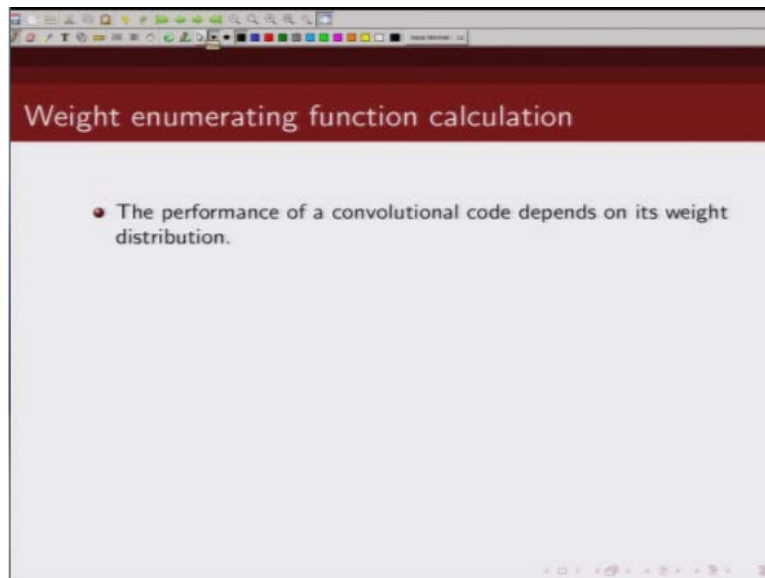 Weight enumerating function calculation
The performance of a convolutional code depends on its weight
distribution.